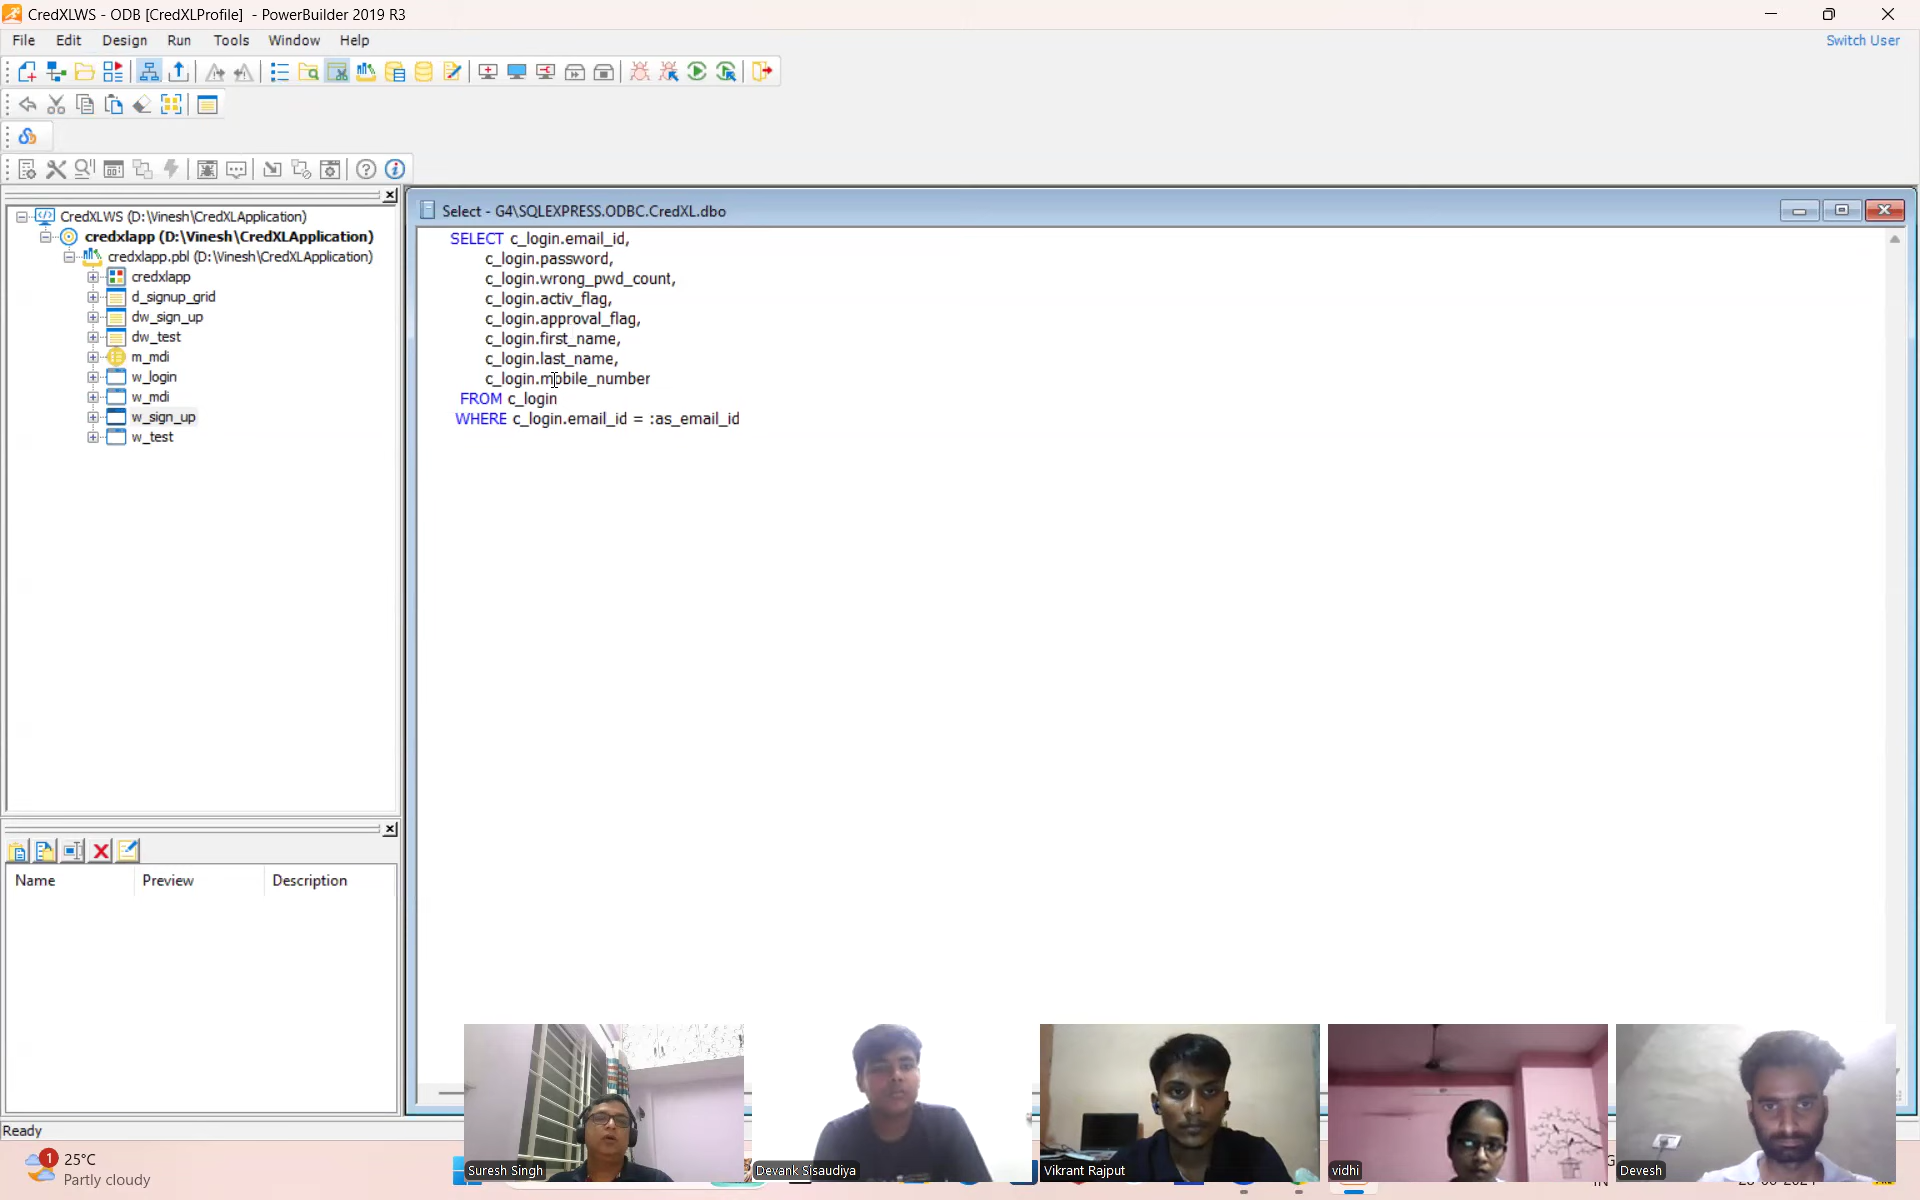 CredXLWS - ODB [CredXLProfile] - PowerBuilder 2019 R3
File Edit Design Run Tools Window Help
Switch User
CredXLWS (D:\Vinesh\CredXLApplication)
credxlapp (D:\Vinesh\CredXLApplication)
credxlapp.pbl (D:\Vinesh\CredXLApplication)
credxlapp
d_signup_grid
dw_sign_up
dw_test
m_mdi
w_login
w_mdi
w_sign_up
w_test
Select - G4\SQLEXPRESS.ODBC.CredXL.dbo
SELECT c_login.email_id,
c_login.password,
c_login.wrong_pwd_count,
c_login.activ_flag,
c_login.approval_flag,
c_login.first_name,
c_login.last_name,
c_login.mobile_number
FROM c_login
WHERE c_login.email_id = :as_email_id
Name Preview Description
Ready
1
25°C
Partly cloudy
Suresh Singh
Devank Sisaudiya
Vikrant Rajput
vidhi
Devesh